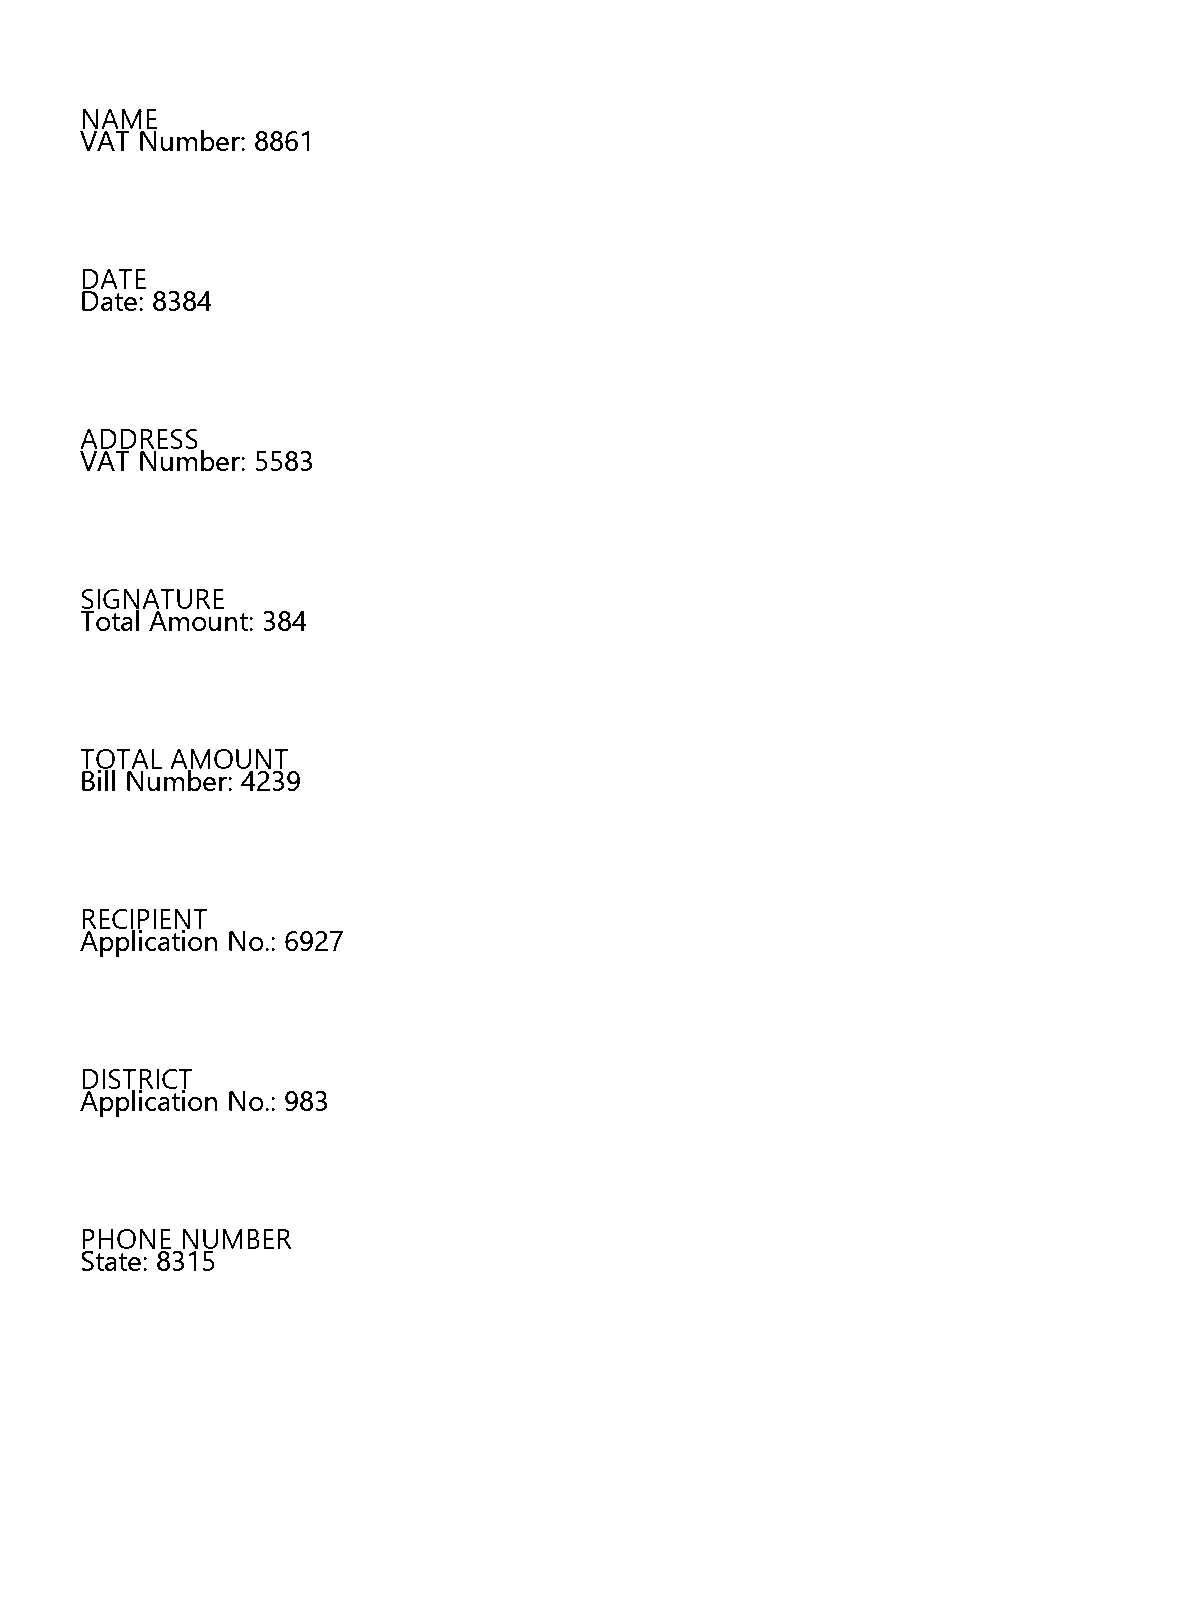 NAME
VAT Number: 8861
DATE
Date: 8384
ADDRESS
VAT Number: 5583
SIGNATURE
Total Amount: 384
TOTAL AMOUNT
Bill Number: 4239
RECIPIENT
Application No.: 6927
DISTRICT
Application No.: 983
PHONE NUMBER
State: 8315